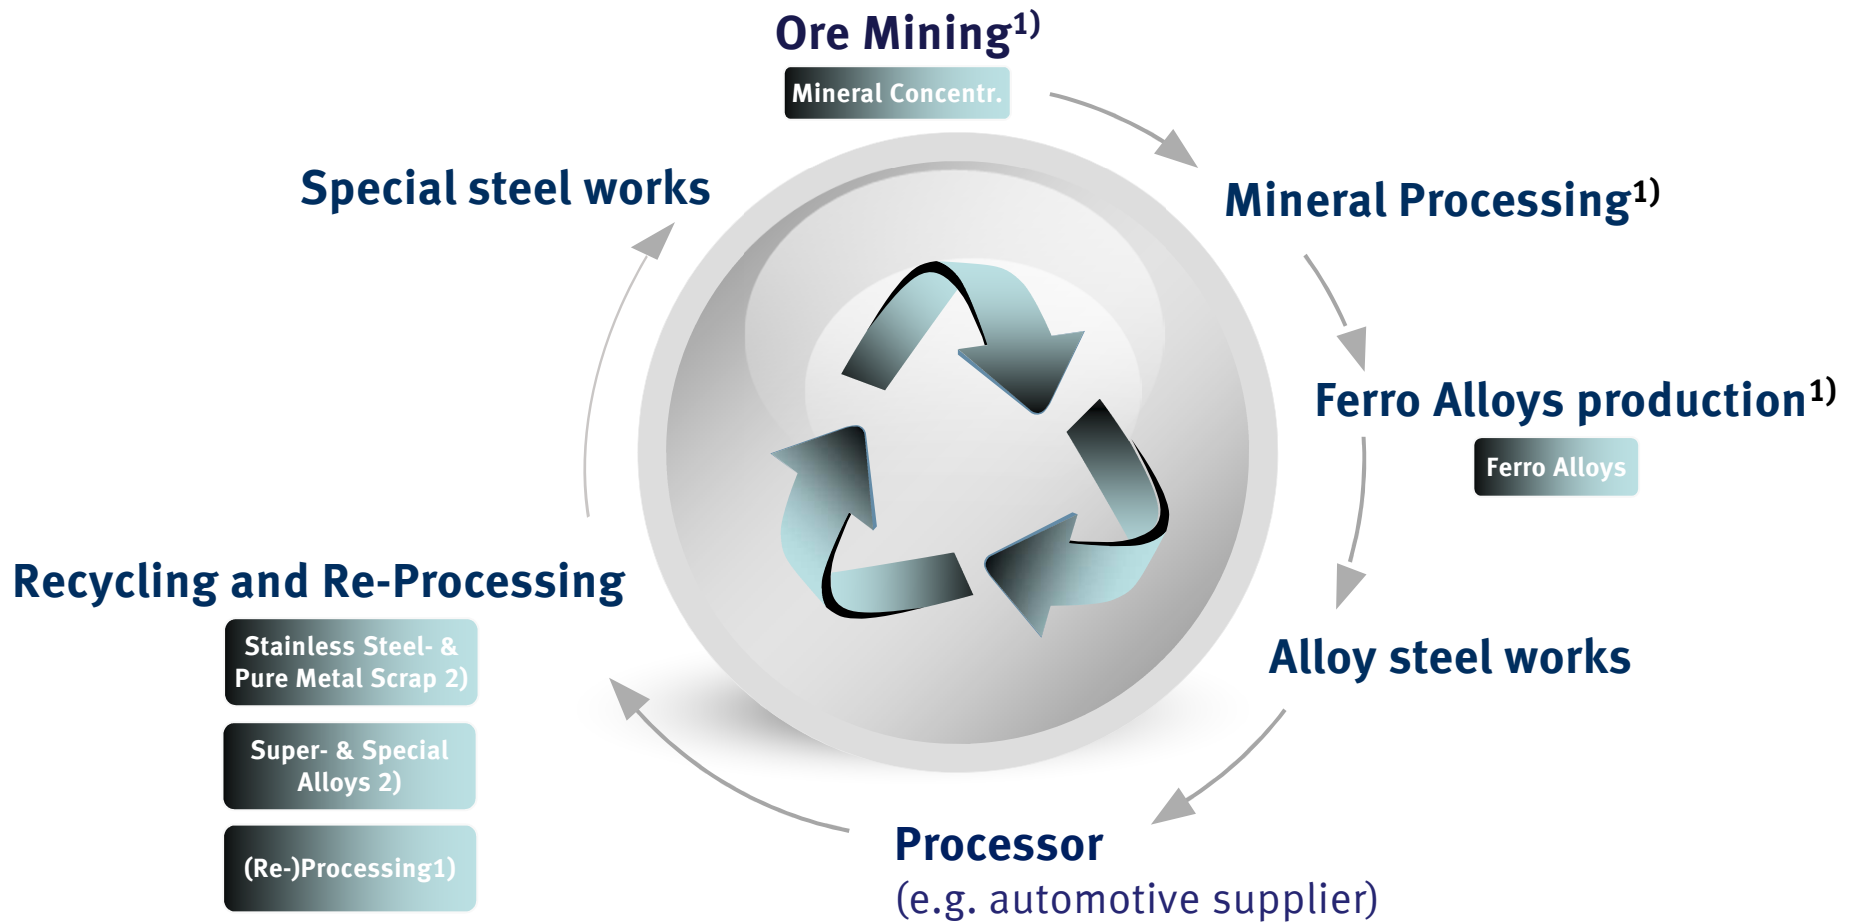 Ore Mining¹⁾
Mineral Concentr.
Special steel works
Mineral Processing¹⁾
Ferro Alloys production¹⁾
Ferro Alloys
Recycling and Re-Processing
Stainless Steel- &
Pure Metal Scrap 2)
Super- & Special
Alloys 2)
(Re-)Processing1)
Alloy steel works
Processor
(e.g. automotive supplier)